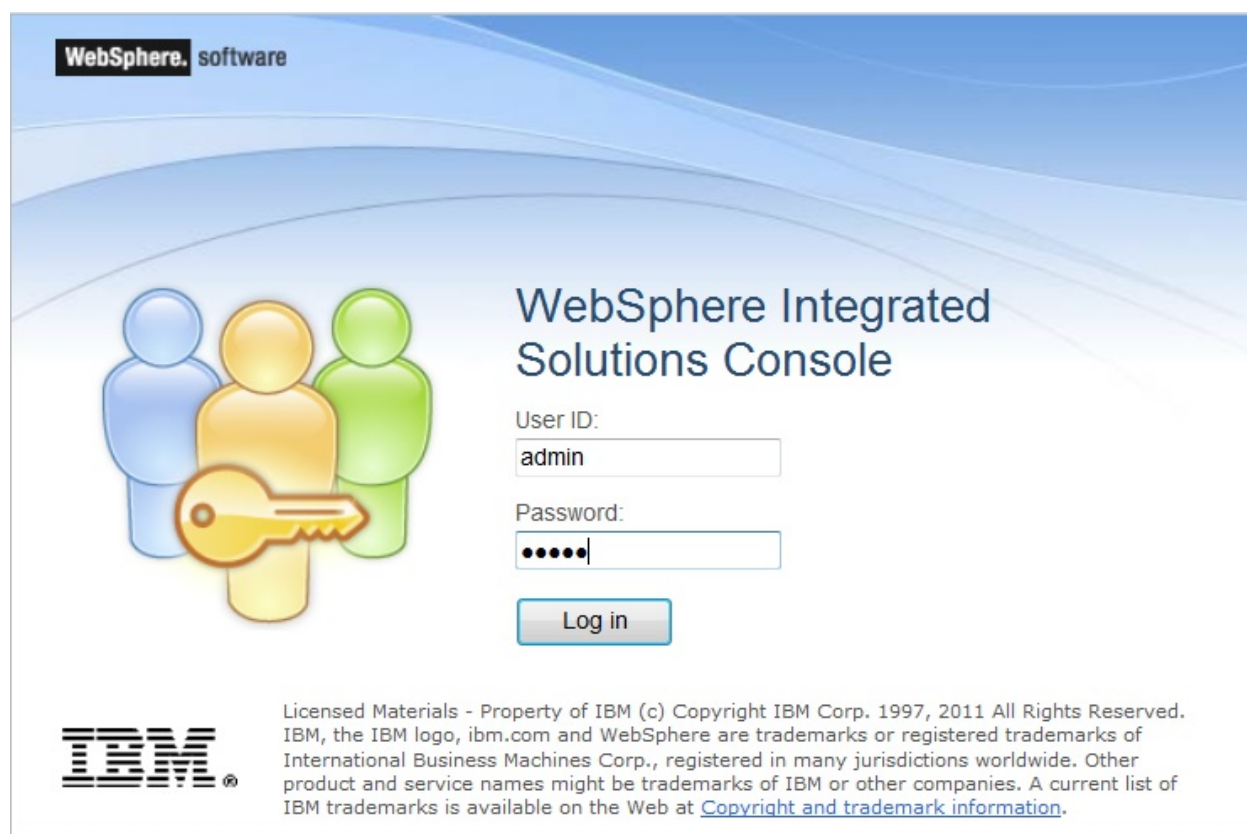 WebSphere. software
WebSphere Integrated
Solutions Console
User ID:
admin
Password:
•••••
Log in
IBM®
Licensed Materials - Property of IBM (c) Copyright IBM Corp. 1997, 2011 All Rights Reserved.
IBM, the IBM logo, ibm.com and WebSphere are trademarks or registered trademarks of
International Business Machines Corp., registered in many jurisdictions worldwide. Other
product and service names might be trademarks of IBM or other companies. A current list of
IBM trademarks is available on the Web at Copyright and trademark information.